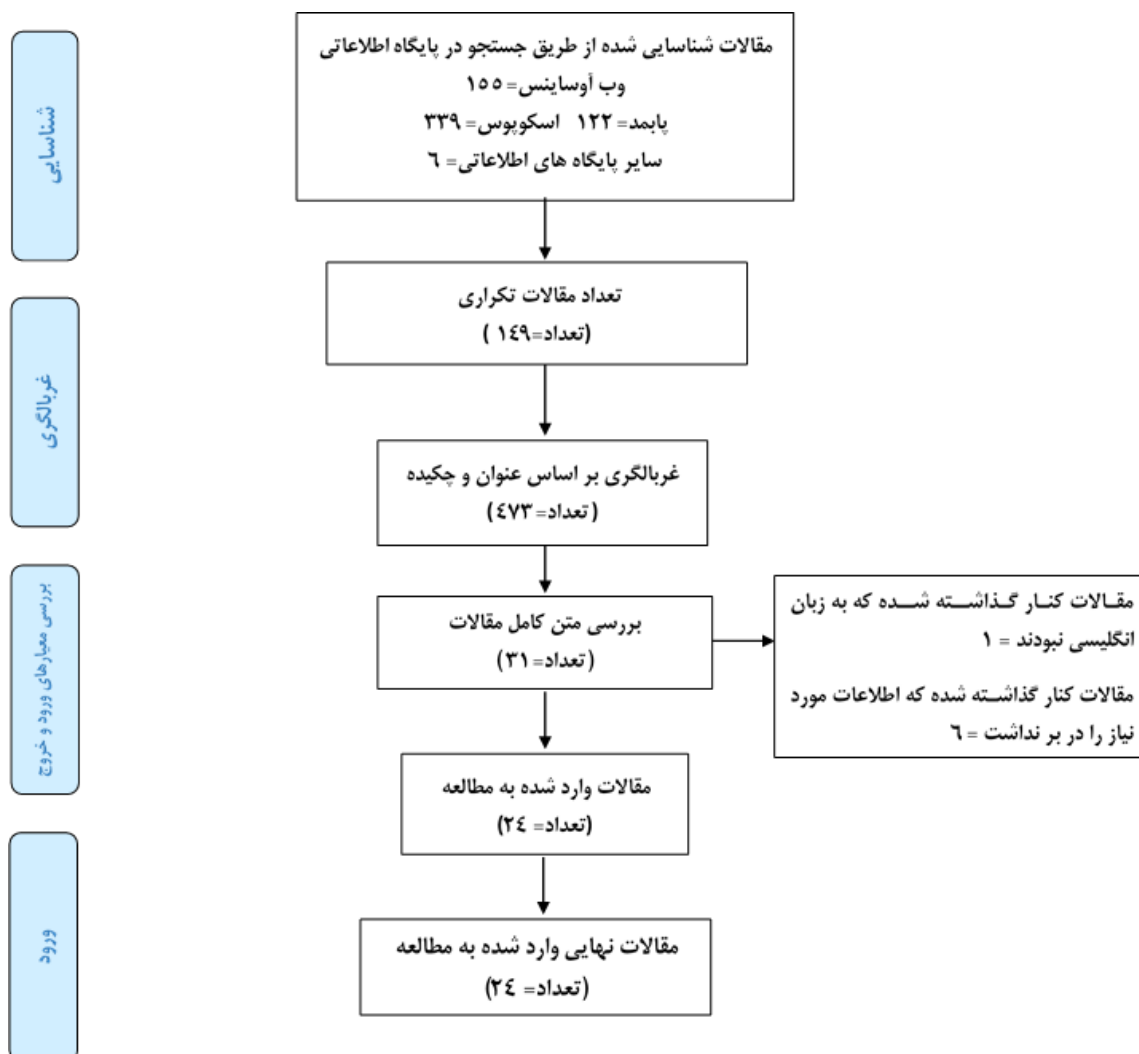 شناسایی
مقالات شناسایی شده از طریق جستجو در پایگاه اطلاعاتی
وب آوساینس= ۱۵۵
پابمد= ۱۲۲ اسکوپوس= ۳۳۹
سایر پایگاه های اطلاعاتی= ٦
غربالگری
تعداد مقالات تکراری
(تعداد=۱٤۹ )
غربالگری بر اساس عنوان و چکیده
(تعداد= ٤۷۳)
بررسی معیارهای ورود و خروج
بررسی متن کامل مقالات
(تعداد=۳۱)
مقالات کنار گذاشته شده که به زبان
انگلیسی نبودند = ۱
مقالات کنار گذاشته شده که اطلاعات مورد
نیاز را در بر نداشت = ٦
مقالات وارد شده به مطالعه
(تعداد= ۲٤)
ورود
مقالات نهایی وارد شده به مطالعه
(تعداد= ۲٤)